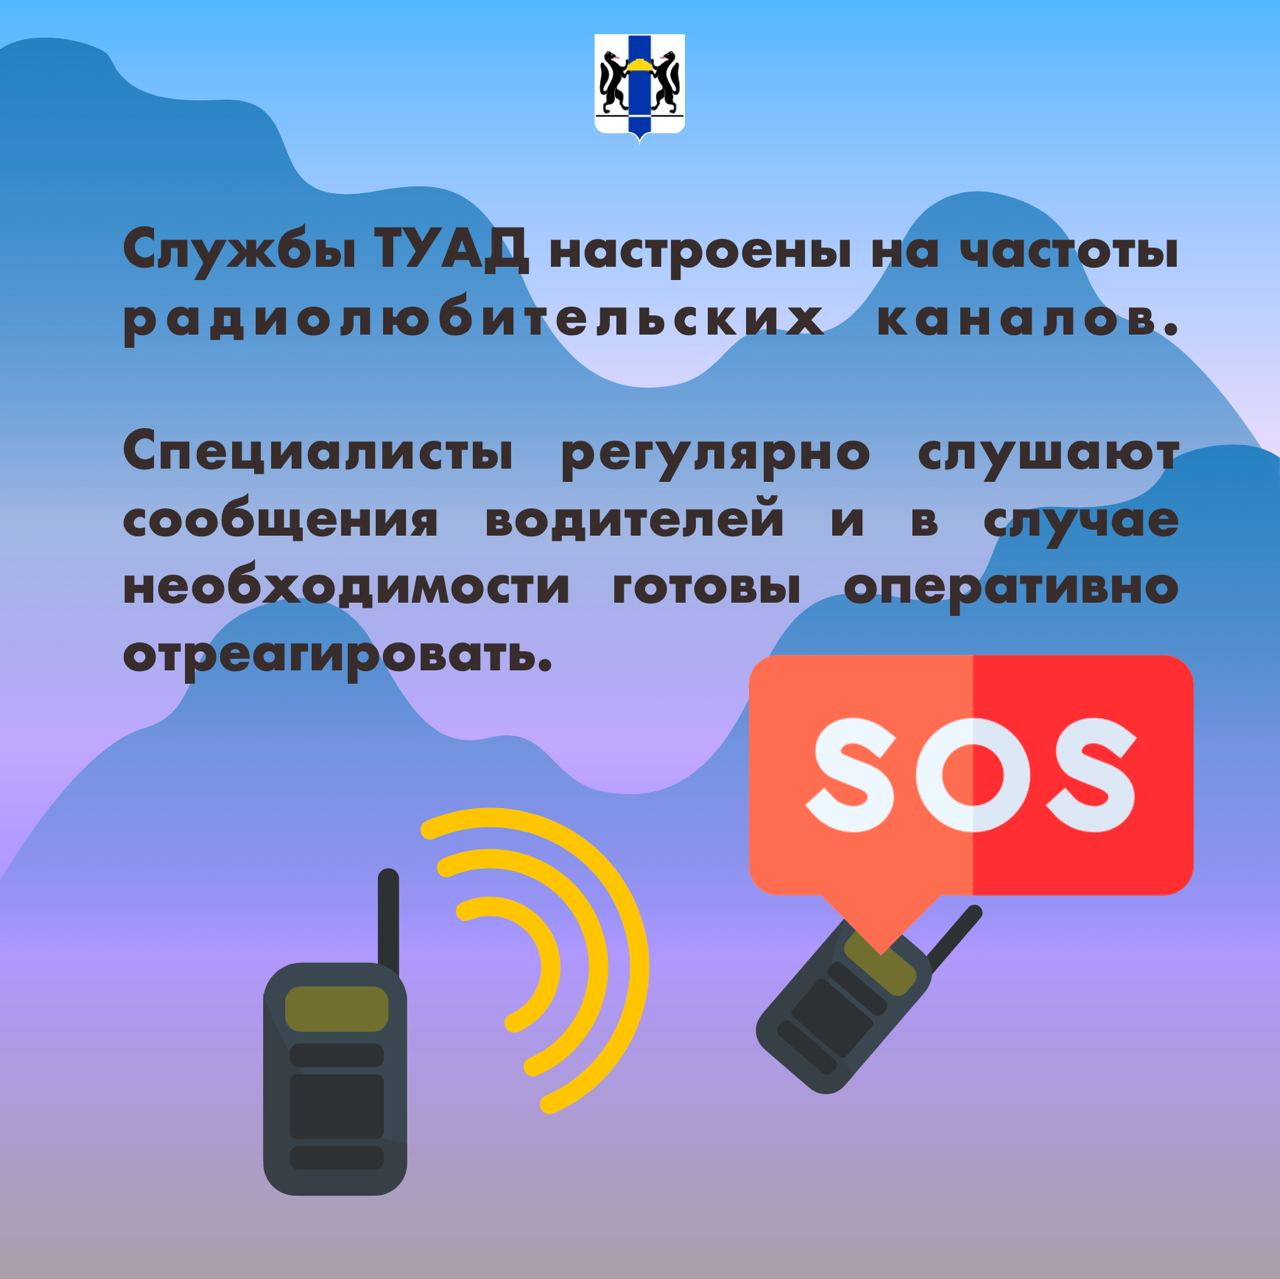 Службы ТУАД настроены на частоты
радиолюбительских каналов.
Специалисты регулярно слушают
сообщения водителей и в случае
необходимости готовы оперативно
отреагировать.
SOS